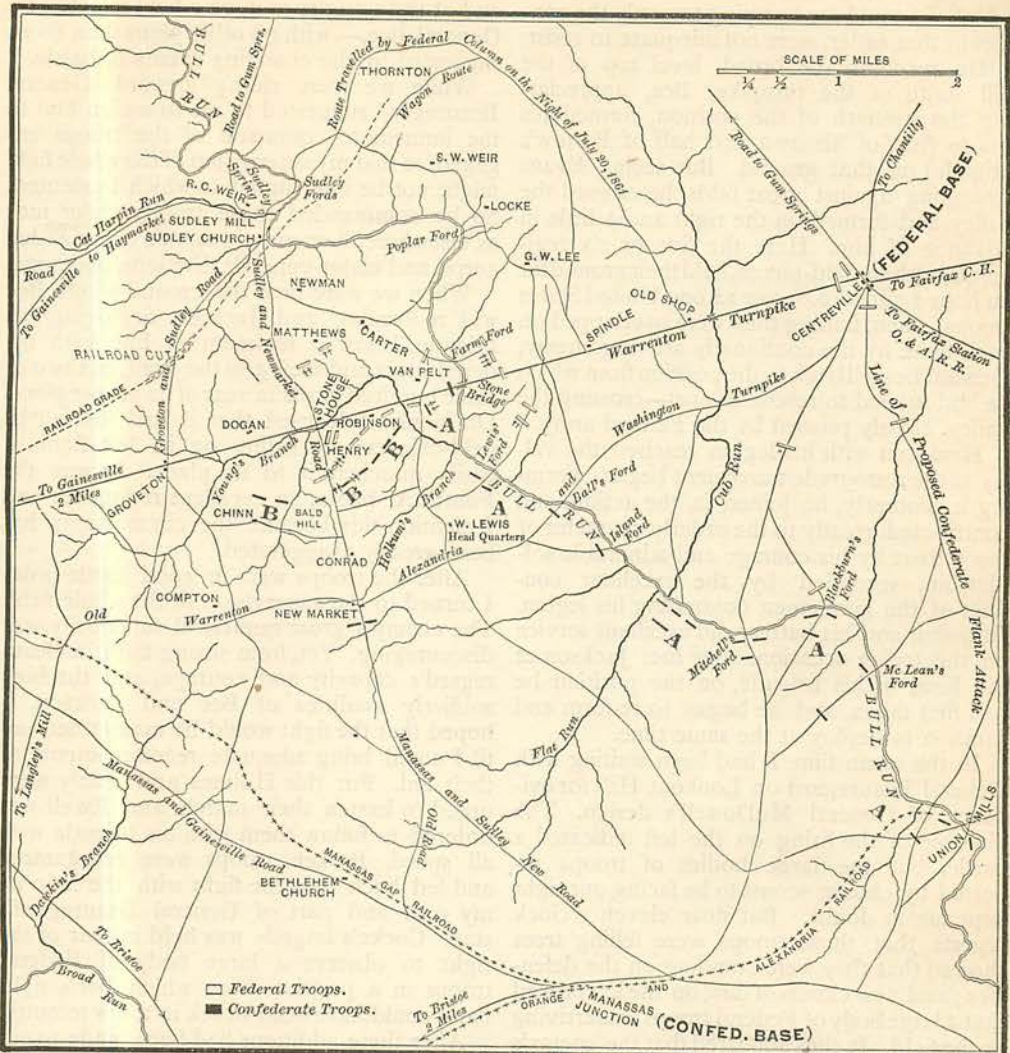 BULL
RUN
Road to Gum Sprs.
Route Travelled by Federal Column on the Night of July 20, 1861
THORNTON
Wagon Route
SCALE OF MILES
¼ ½ 1 2
S.W. WEIR
Sudley
Springs
Sudley
Fords
R. C. WEIR
LOCKE
Road to Gum Springs
To Chantilly
Cat Harpin Run
SUDLEY MILL
SUDLEY CHURCH
Road to Haymarket
To Gainesville
Poplar Ford
G. W. LEE
(FEDERAL BASE)
To Fairfax C. H.
CENTREVILLE
To Fairfax Station
O. & A. R. R.
NEWMAN
Sudley and Newmarket
Road
OLD SHOP
SPINDLE
Warrenton Turnpike
MATTHEWS
CARTER
Farm Ford
RAILROAD CUT
RAILROAD GRADE
Groveton and Sudley
Road
VAN PELT
Stone
Bridge
STONE
HOUSE
DOGAN
ROBINSON
HENRY
A
B
B
B
Lewis'
Ford
Washington
Turnpike
Line of Proposed Confederate
Flank Attack
To Gainesville
2 Miles
GROVETON
Young's Branch
CHINN
BALD
HILL
Holkum's Branch
BULL RUN
A
W. LEWIS
Head Quarters
and
Ball's Ford
Island
Ford
Cub Run
CONRAD
Alexandria
COMPTON
NEW MARKET
Old Warrenton
Blackburn's
Ford
Mitchell's
Ford
A
A
Mc Lean's
Ford
BULL RUN
A
UNION MILLS
Flat Run
To Langley's Mill
Manassas and Gainesville Road
Manassas and Sudley New Road
Old Road
MANASSAS GAP
RAILROAD
BETHLEHEM
CHURCH
Dawkin's Branch
To Bristoe
Broad
Run
Federal Troops.
Confederate Troops.
To Bristoe
2 Miles
ORANGE AND ALEXANDRIA RAILROAD
MANASSAS
JUNCTION
(CONFED. BASE)